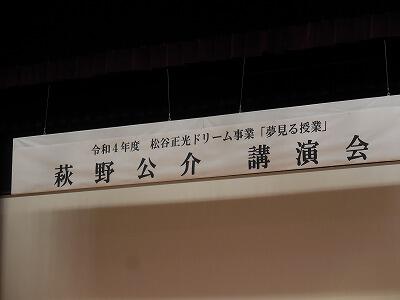 令和4年度 松谷正光ドリーム事業「夢見る授業」
萩野公介 講演会